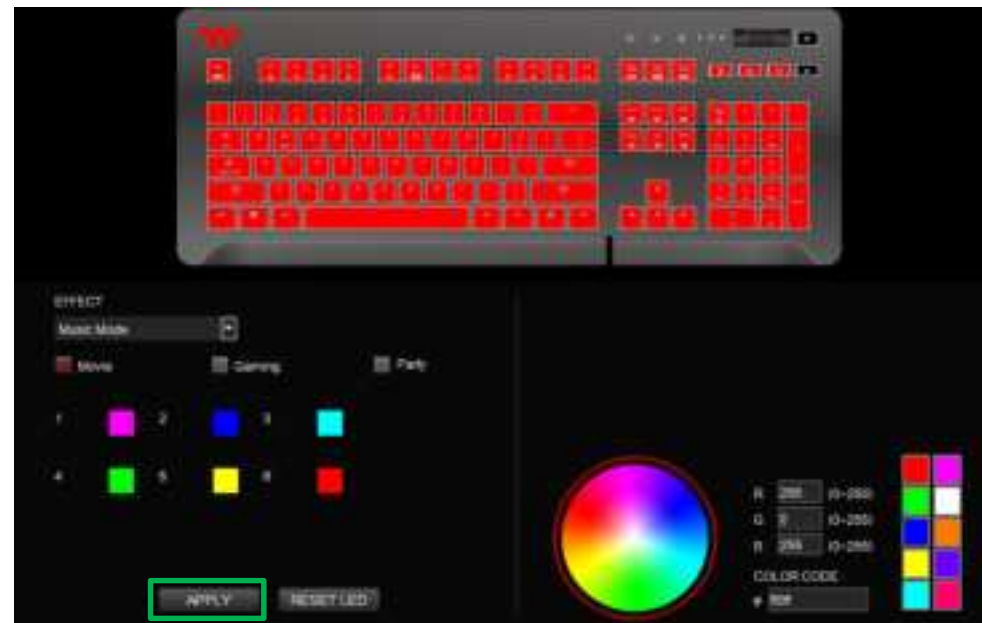 EFFECT
Music Mode
Movie Gaming Party
1 2 3
4 5 6
R 255 (0~255)
G 0 (0~255)
B 255 (0~255)
COLOR CODE
#
APPLY RESET LED